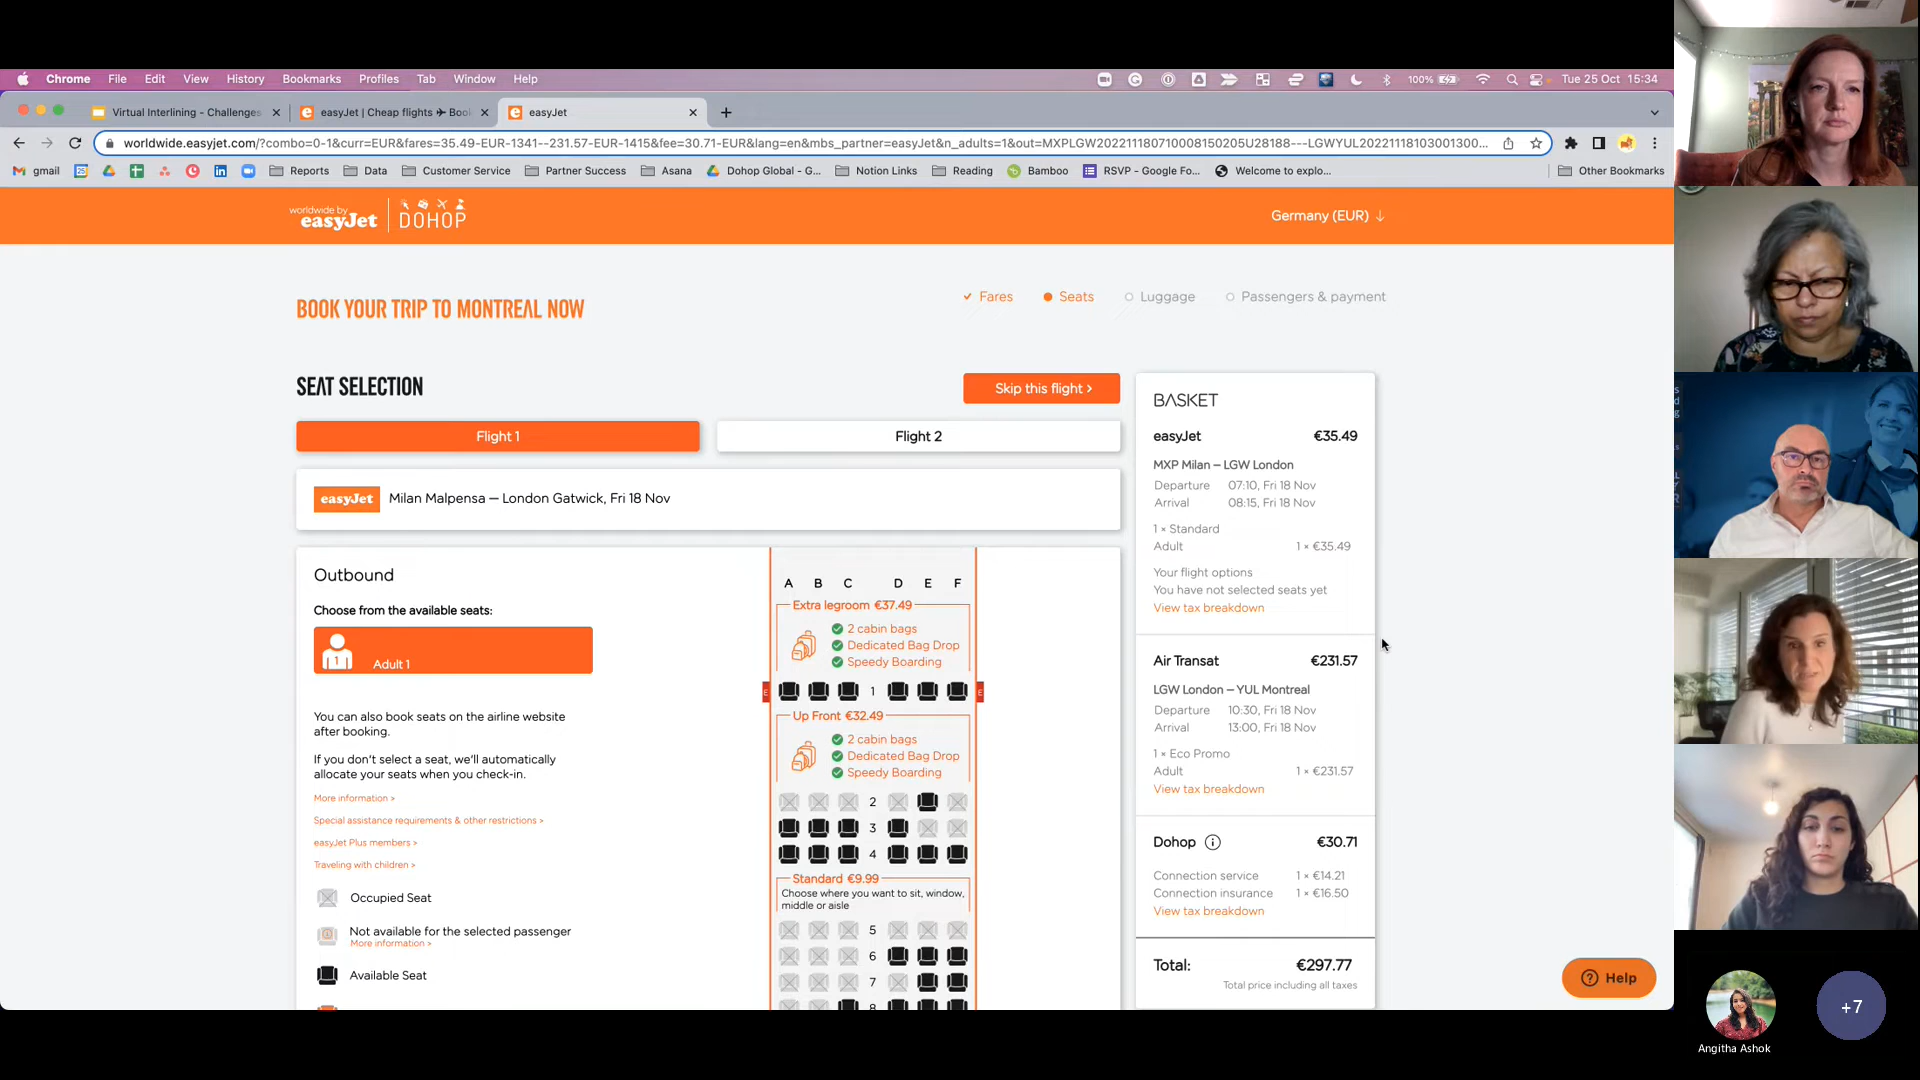 Chrome File Edit View History Bookmarks Profiles Tab Window Help
100% Tue 25 Oct 15:34
Virtual Interlining - Challenges
easyJet | Cheap flights ✈ Boo
easyJet
worldwide.easyjet.com/?combo=0-1&curr=EUR&fares=35.49-EUR-1341--231.57-EUR-1415&fee=30.71-EUR&lang=en&mbs_partner=easyJet&n_adults=1&out=MXPLGW202211180710008150205U28188---LGWYUL20221118103001300...
gmail Reports Data Customer Service Partner Success Asana Dohop Global - G... Notion Links Reading Bamboo RSVP - Google Fo... Welcome to explo... Other Bookmarks
worldwide by
easyJet
DOHOP
Germany (EUR) ↓
BOOK YOUR TRIP TO MONTREAL NOW
Fares Seats Luggage Passengers & payment
SEAT SELECTION
Skip this flight ›
Flight 1
Flight 2
easyJet Milan Malpensa – London Gatwick, Fri 18 Nov
Outbound
Choose from the available seats:
1
Adult 1
You can also book seats on the airline website
after booking.
If you don't select a seat, we'll automatically
allocate your seats when you check-in.
More information >
Special assistance requirements & other restrictions >
easyJet Plus members >
Traveling with children >
Occupied Seat
Not available for the selected passenger
More information >
Available Seat
A B C D E F
Extra legroom €37.49
2 cabin bags
Dedicated Bag Drop
Speedy Boarding
E 1 E
Up Front €32.49
2 cabin bags
Dedicated Bag Drop
Speedy Boarding
2
3
4
Standard €9.99
Choose where you want to sit, window,
middle or aisle
5
6
7
8
BASKET
easyJet €35.49
MXP Milan – LGW London
Departure 07:10, Fri 18 Nov
Arrival 08:15, Fri 18 Nov
1 × Standard
Adult 1 × €35.49
Your flight options
You have not selected seats yet
View tax breakdown
Air Transat €231.57
LGW London – YUL Montreal
Departure 10:30, Fri 18 Nov
Arrival 13:00, Fri 18 Nov
1 × Eco Promo
Adult 1 × €231.57
View tax breakdown
Dohop €30.71
Connection service 1 × €14.21
Connection insurance 1 × €16.50
View tax breakdown
Total: €297.77
Total price including all taxes
Help
Angitha Ashok
+7